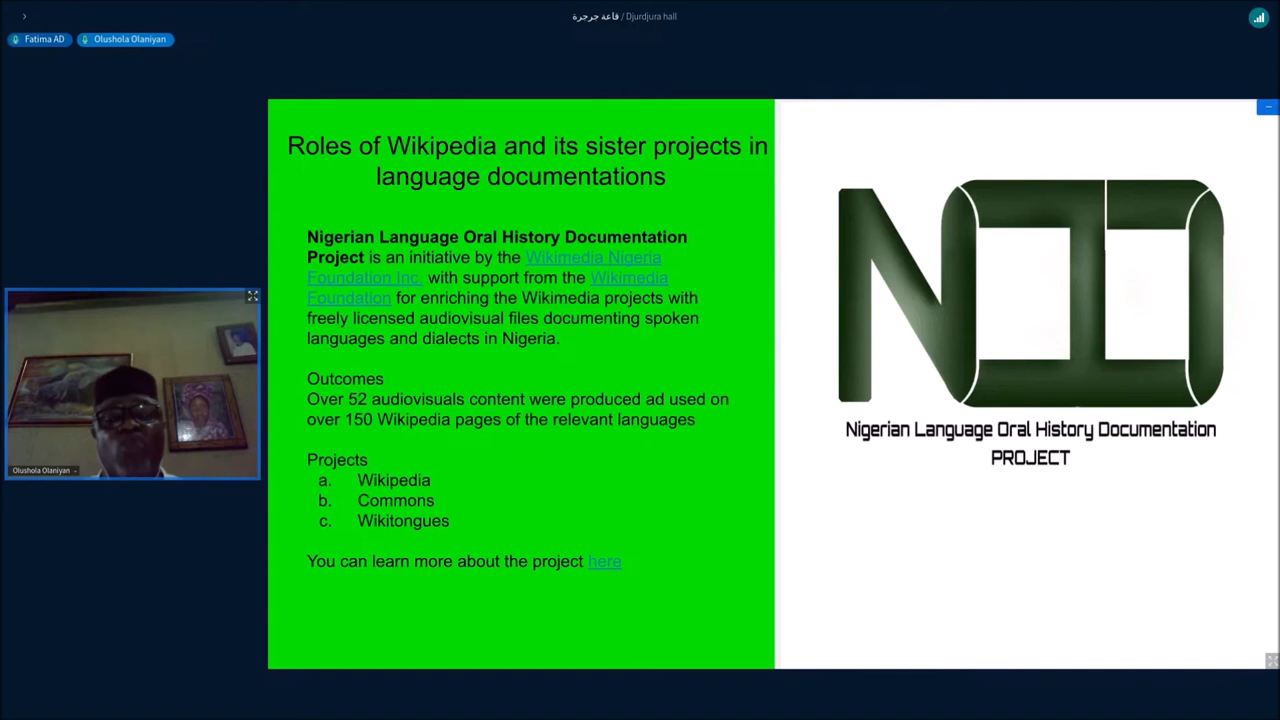 قاعة جرجرة / Djurdjura hall
Fatima AD
Olushola Olaniyan
Roles of Wikipedia and its sister projects in
language documentations
Nigerian Language Oral History Documentation
Project is an initiative by the Wikimedia Nigeria
Foundation Inc. with support from the Wikimedia
Foundation for enriching the Wikimedia projects with
freely licensed audiovisual files documenting spoken
languages and dialects in Nigeria.
Outcomes
Over 52 audiovisuals content were produced ad used on
over 150 Wikipedia pages of the relevant languages
Projects
a. Wikipedia
b. Commons
c. Wikitongues
You can learn more about the project here
Nigerian Language Oral History Documentation
PROJECT
Olushola Olaniyan